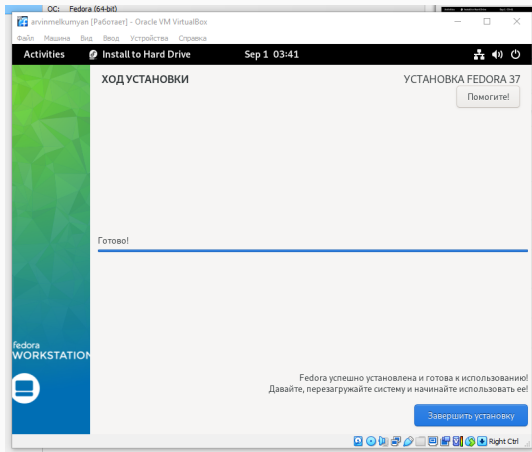 ОС: Fedora (64-bit)
arvinmelkumyan [Работает] - Oracle VM VirtualBox
Файл Машина Вид Ввод Устройства Справка
Activities Install to Hard Drive Sep 1 03:41
ХОД УСТАНОВКИ УСТАНОВКА FEDORA 37
Помогите!
Готово!
fedora
WORKSTATION
Fedora успешно установлена и готова к использованию!
Давайте, перезагружайте систему и начинайте использовать ее!
Завершить установку
Right Ctrl